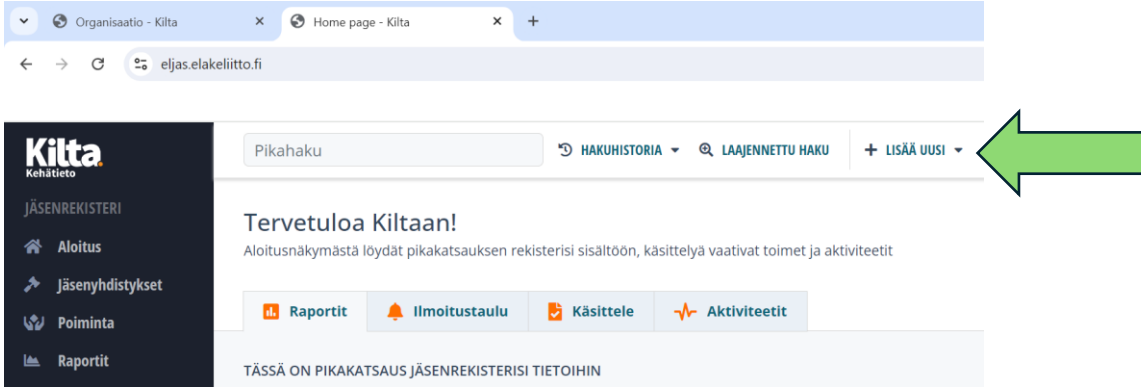 Organisaatio - Kilta
Home page - Kilta
eljas.elakeliitto.fi
Kilta.
Kehätieto
Pikahaku
HAKUHISTORIA
LAAJENNETTU HAKU
+ LISÄÄ UUSI
JÄSENREKISTERI
Aloitus
Jäsenyhdistykset
Poiminta
Raportit
Tervetuloa Kiltaan!
Aloitusnäkymästä löydät pikakatsauksen rekisterisi sisältöön, käsittelyä vaativat toimet ja aktiviteetit
Raportit
Ilmoitustaulu
Käsittele
Aktiviteetit
TÄSSÄ ON PIKAKATSAUS JÄSENREKISTERISI TIETOIHIN